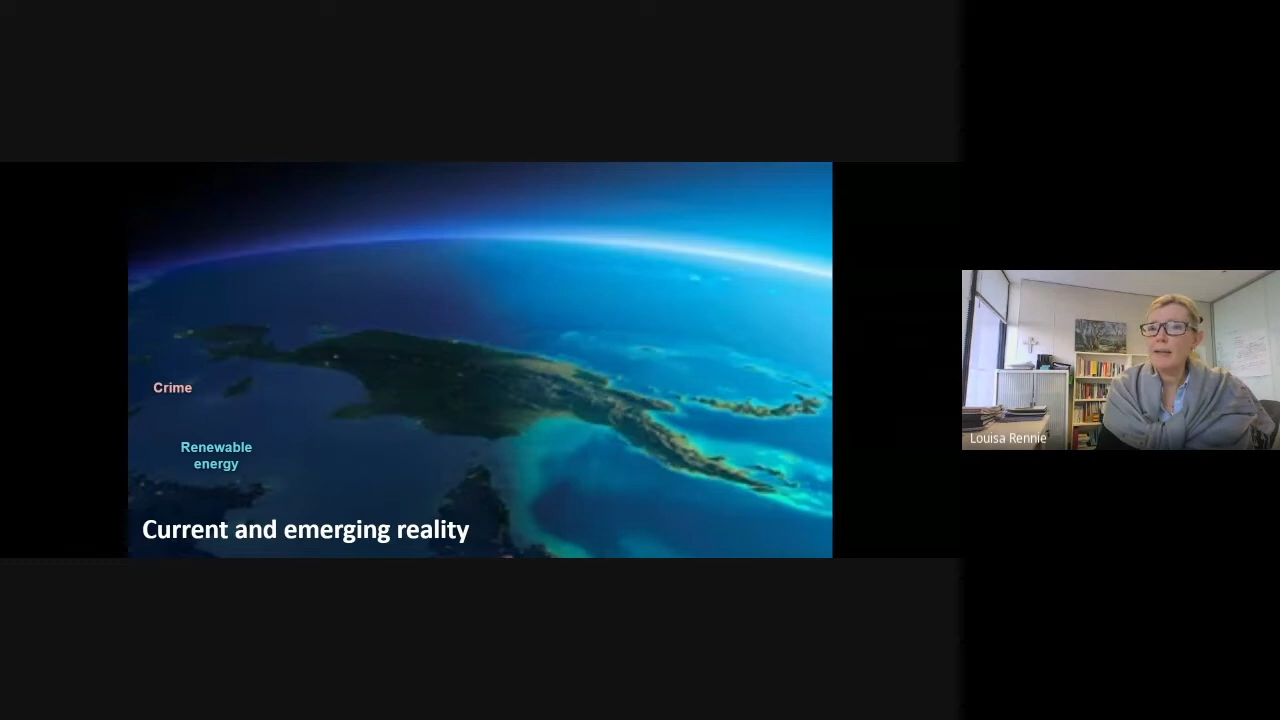 Crime
Renewable
energy
Current and emerging reality
Louisa Rennie